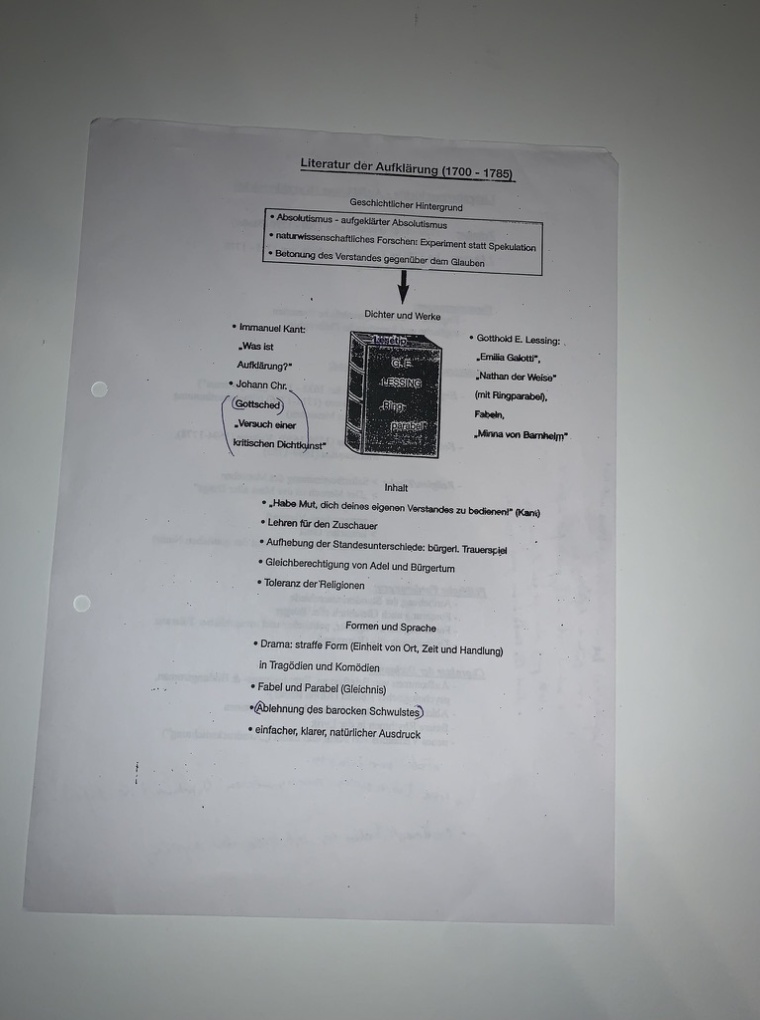 Literatur der Aufklärung (1700 - 1785)
Geschichtlicher Hintergrund
• Absolutismus - aufgeklärter Absolutismus
• naturwissenschaftliches Forschen: Experiment statt Spekulation
• Betonung des Verstandes gegenüber dem Glauben
Dichter und Werke
• Immanuel Kant:
„Was ist
Aufklärung?"
• Johann Chr.
Gottsched
„Versuch einer
kritischen Dichtkunst"
G. E.
LESSING
Ring-
parabel
• Gotthold E. Lessing:
„Emilia Galotti",
„Nathan der Weise"
(mit Ringparabel),
Fabeln,
„Minna von Barnhelm"
Inhalt
• „Habe Mut, dich deines eigenen Verstandes zu bedienen!" (Kant)
• Lehren für den Zuschauer
• Aufhebung der Standesunterschiede: bürgerl. Trauerspiel
• Gleichberechtigung von Adel und Bürgertum
• Toleranz der Religionen
Formen und Sprache
• Drama: straffe Form (Einheit von Ort, Zeit und Handlung)
in Tragödien und Komödien
• Fabel und Parabel (Gleichnis)
• Ablehnung des barocken Schwulstes
• einfacher, klarer, natürlicher Ausdruck